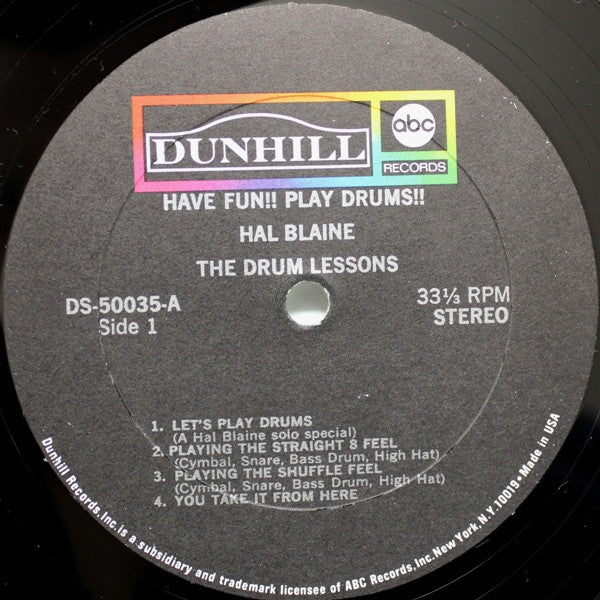 DUNHILL
abc
RECORDS
HAVE FUN!! PLAY DRUMS!!
HAL BLAINE
THE DRUM LESSONS
DS-50035-A
Side 1
33⅓ RPM
STEREO
1. LET'S PLAY DRUMS
(A Hal Blaine solo special)
2. PLAYING THE STRAIGHT 8 FEEL
(Cymbal, Snare, Bass Drum, High Hat)
3. PLAYING THE SHUFFLE FEEL
(Cymbal, Snare, Bass Drum, High Hat)
4. YOU TAKE IT FROM HERE
Dunhill Records, Inc. is a subsidiary and trademark licensee of ABC Records, Inc. New York, N.Y. 10019 • Made in USA